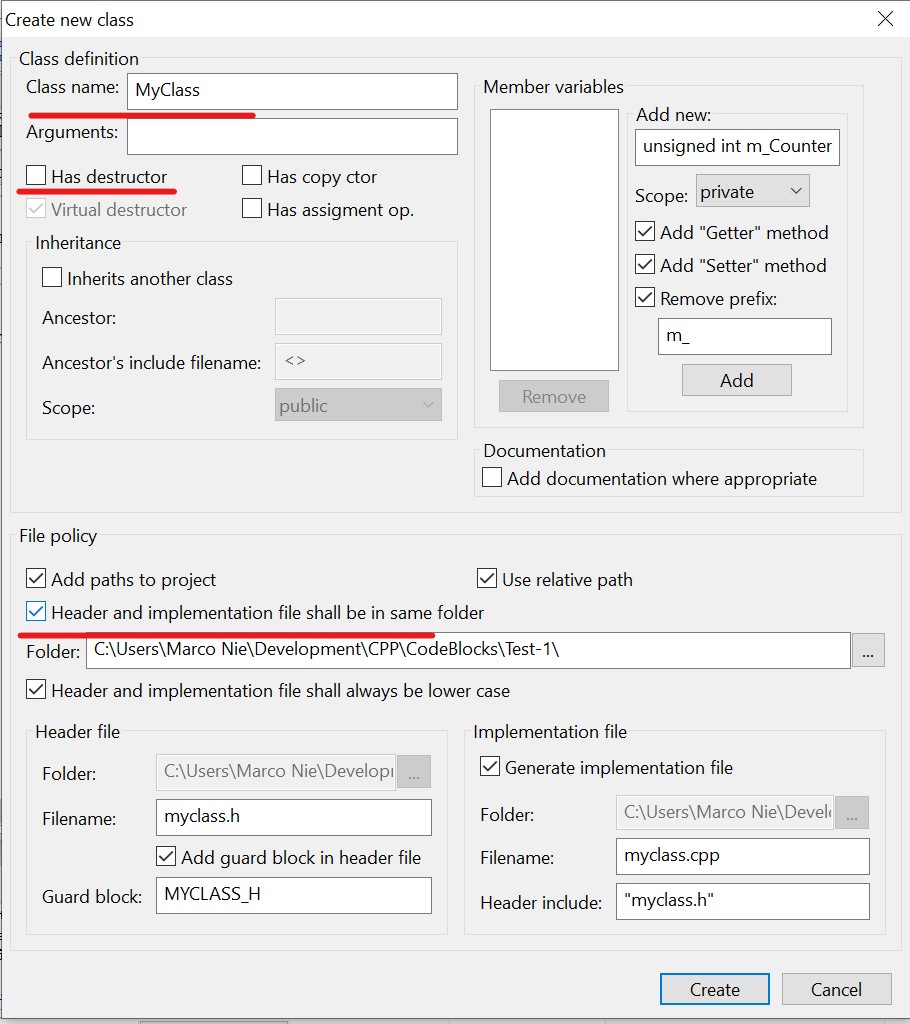 Create new class
Class definition
Class name: MyClass
Arguments:
Has destructor
Has copy ctor
Virtual destructor
Has assigment op.
Inheritance
Inherits another class
Ancestor:
Ancestor's include filename: <>
Scope: public
Member variables
Add new:
unsigned int m_Counter
Scope: private
Add "Getter" method
Add "Setter" method
Remove prefix:
m_
Add
Remove
Documentation
Add documentation where appropriate
File policy
Add paths to project
Use relative path
Header and implementation file shall be in same folder
Folder: C:\Users\Marco Nie\Development\CPP\CodeBlocks\Test-1\ ...
Header and implementation file shall always be lower case
Header file
Folder: C:\Users\Marco Nie\Develop ...
Filename: myclass.h
Add guard block in header file
Guard block: MYCLASS_H
Implementation file
Generate implementation file
Folder: C:\Users\Marco Nie\Devel ...
Filename: myclass.cpp
Header include: "myclass.h"
Create
Cancel